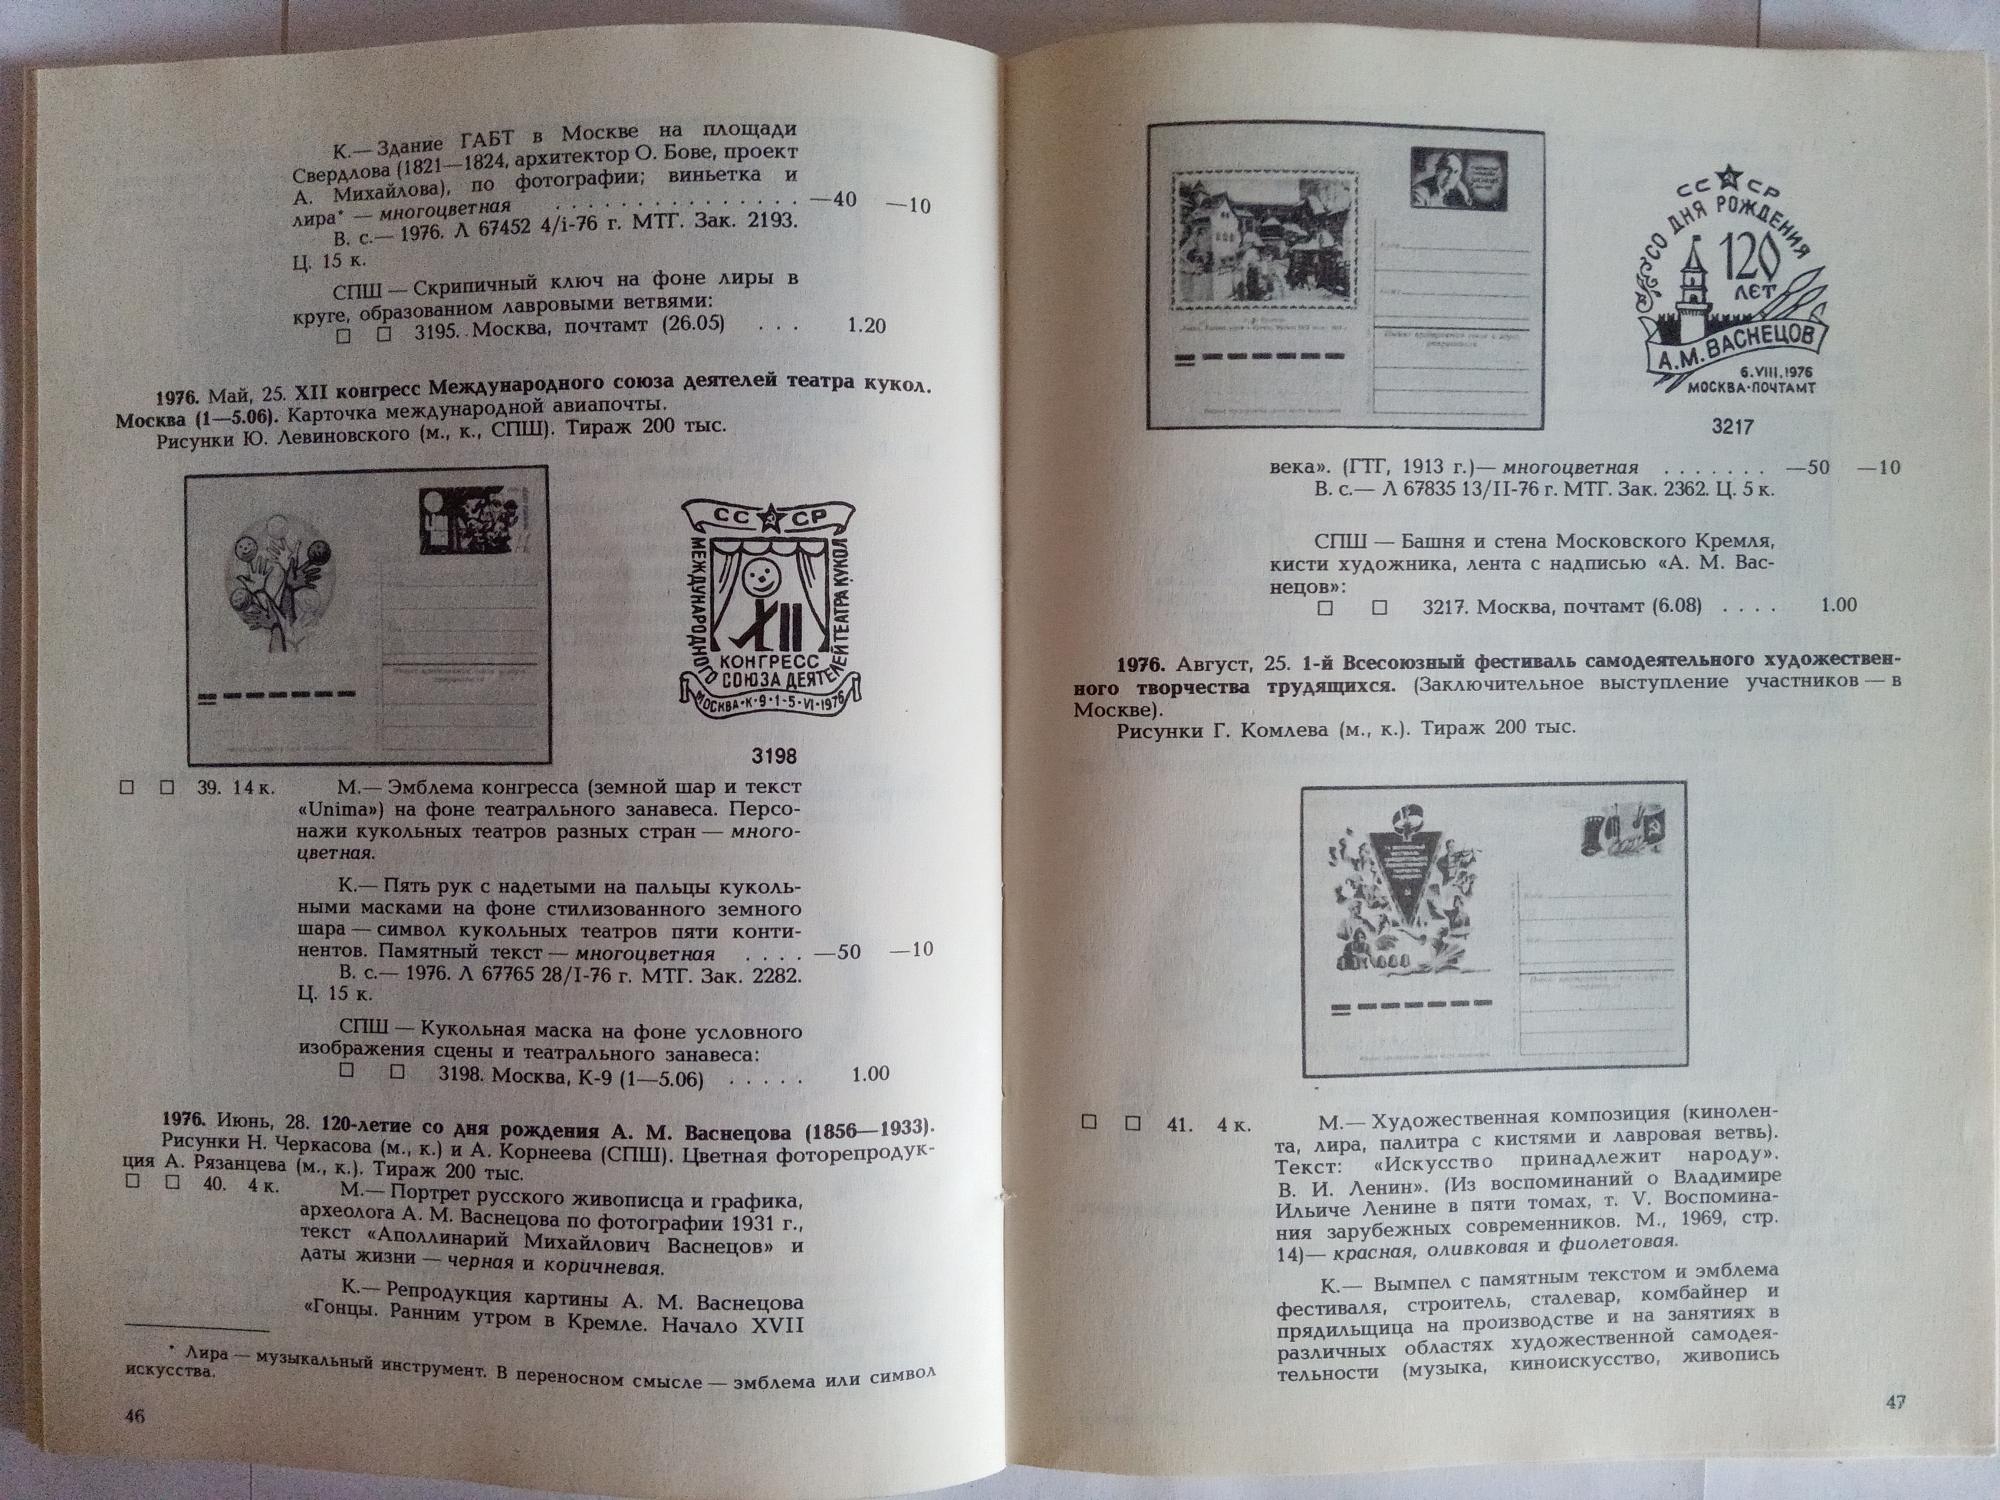 К.— Здание ГАБТ в Москве на площади
Свердлова (1821—1824, архитектор О. Бове, проект
А. Михайлова), по фотографии; виньетка и
лира* — многоцветная . . . . . . . . . . . . . . . —40 —10
В. с.— 1976. Л 67452 4/i-76 г. МТГ. Зак. 2193.
Ц. 15 к.
СПШ — Скрипичный ключ на фоне лиры в
круге, образованном лавровыми ветвями:
□ □ 3195. Москва, почтамт (26.05) . . . 1.20
1976. Май, 25. XII конгресс Международного союза деятелей театра кукол.
Москва (1—5.06). Карточка международной авиапочты.
Рисунки Ю. Левиновского (м., к., СПШ). Тираж 200 тыс.
СС СР
МЕЖДУНАРОДНОГО
ТЕАТРА КУКОЛ
XII
КОНГРЕСС
СОЮЗА ДЕЯТЕЛЕЙ
МОСКВА·К·9·1-5·VI·1976
3198
□ □ 39. 14 к. М.— Эмблема конгресса (земной шар и текст
«Unima») на фоне театрального занавеса. Персо-
нажи кукольных театров разных стран — много-
цветная.
К.— Пять рук с надетыми на пальцы куколь-
ными масками на фоне стилизованного земного
шара — символ кукольных театров пяти конти-
нентов. Памятный текст — многоцветная . . . . —50 —10
В. с.— 1976. Л 67765 28/I-76 г. МТГ. Зак. 2282.
Ц. 15 к.
СПШ — Кукольная маска на фоне условного
изображения сцены и театрального занавеса:
□ □ 3198. Москва, К-9 (1—5.06) . . . . . 1.00
1976. Июнь, 28. 120-летие со дня рождения А. М. Васнецова (1856—1933).
Рисунки Н. Черкасова (м., к.) и А. Корнеева (СПШ). Цветная фоторепродук-
ция А. Рязанцева (м., к.). Тираж 200 тыс.
□ □ 40. 4 к. М.— Портрет русского живописца и графика,
археолога А. М. Васнецова по фотографии 1931 г.,
текст «Аполлинарий Михайлович Васнецов» и
даты жизни — черная и коричневая.
К.— Репродукция картины А. М. Васнецова
«Гонцы. Ранним утром в Кремле. Начало XVII
* Лира — музыкальный инструмент. В переносном смысле — эмблема или символ
искусства.
46
СС СР
СО ДНЯ РОЖДЕНИЯ
120
ЛЕТ
А.М. ВАСНЕЦОВ
6.VIII.1976
МОСКВА·ПОЧТАМТ
3217
века». (ГТГ, 1913 г.)— многоцветная . . . . . . . —50 —10
В. с.— Л 67835 13/II-76 г. МТГ. Зак. 2362. Ц. 5 к.
СПШ — Башня и стена Московского Кремля,
кисти художника, лента с надписью «А. М. Вас-
нецов»:
□ □ 3217. Москва, почтамт (6.08) . . . . 1.00
1976. Август, 25. 1-й Всесоюзный фестиваль самодеятельного художествен-
ного творчества трудящихся. (Заключительное выступление участников — в
Москве).
Рисунки Г. Комлева (м., к.). Тираж 200 тыс.
□ □ 41. 4 к. М.— Художественная композиция (кинолен-
та, лира, палитра с кистями и лавровая ветвь).
Текст: «Искусство принадлежит народу».
В. И. Ленин». (Из воспоминаний о Владимире
Ильиче Ленине в пяти томах, т. V. Воспомина-
ния зарубежных современников. М., 1969, стр.
14)— красная, оливковая и фиолетовая.
К.— Вымпел с памятным текстом и эмблема
фестиваля, строитель, сталевар, комбайнер и
прядильщица на производстве и на занятиях в
различных областях художественной самодея-
тельности (музыка, киноискусство, живопись
47